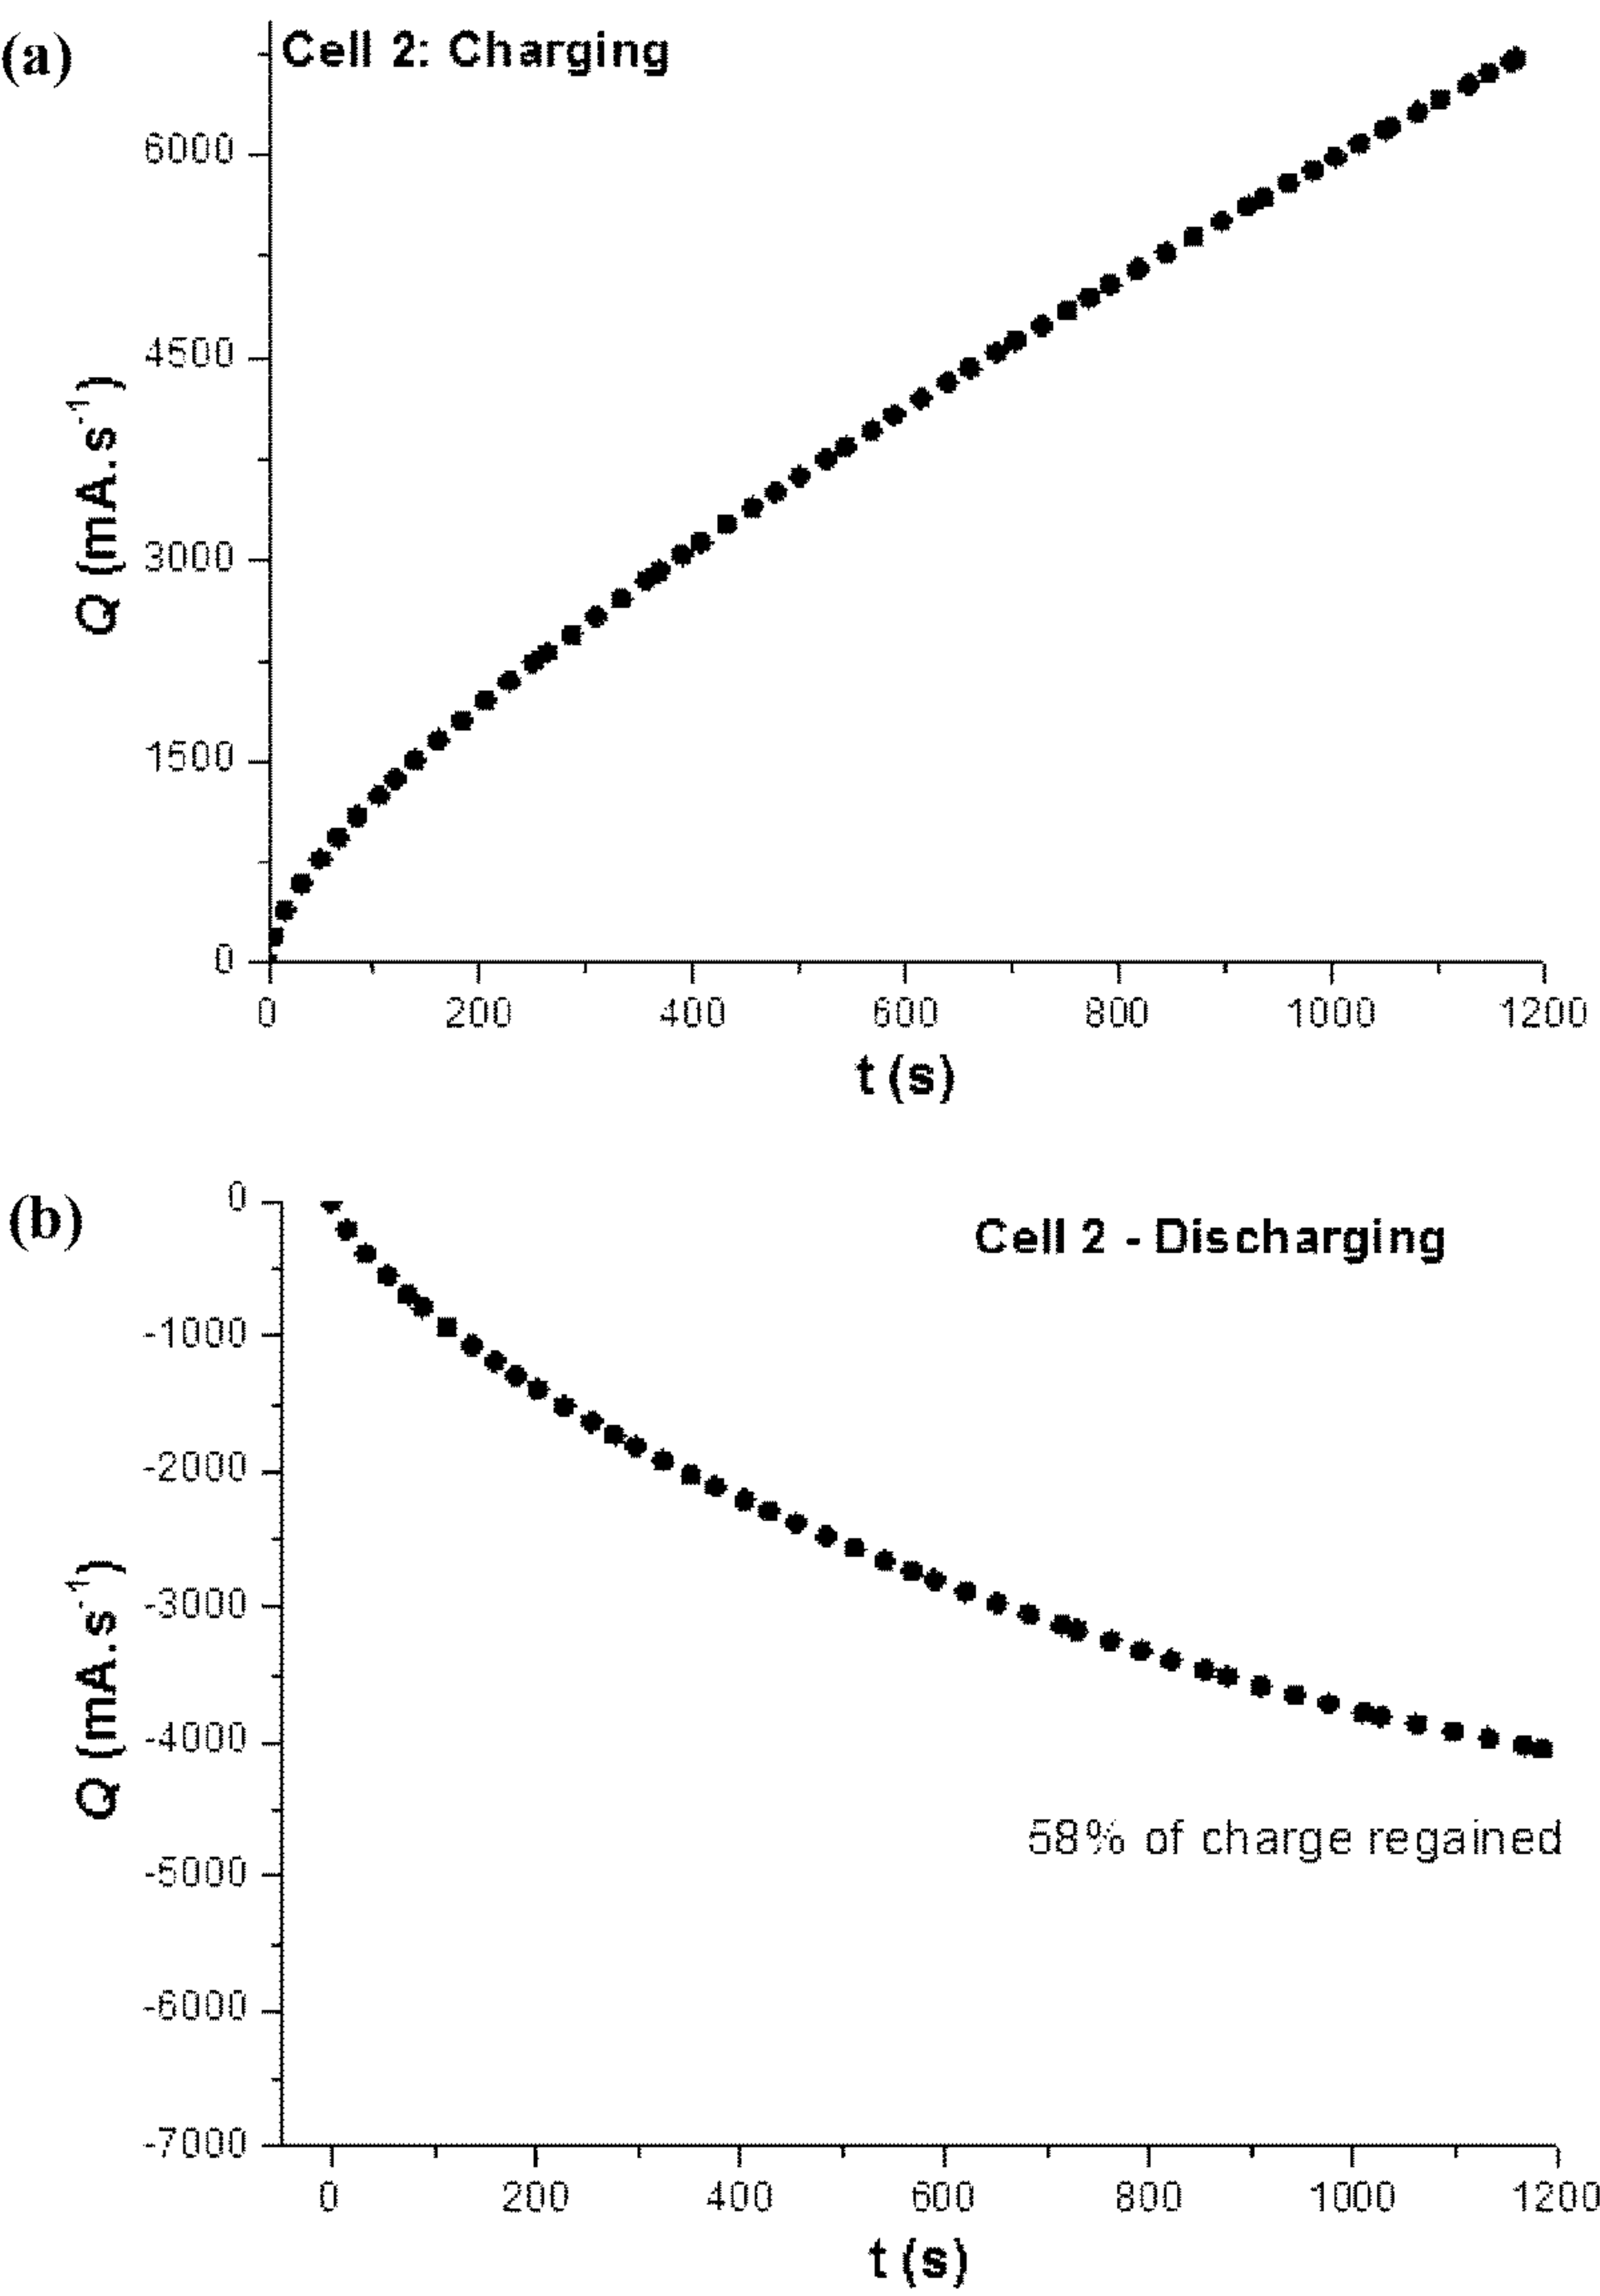 (a)
Cell 2: Charging
6000
4500
3000
1500
0
Q (mA.s-1)
0 200 400 600 800 1000 1200
t (s)
(b)
Cell 2 - Discharging
0
-1000
-2000
-3000
-4000
-5000
-6000
-7000
Q (mA.s-1)
58% of charge regained
0 200 400 600 800 1000 1200
t (s)